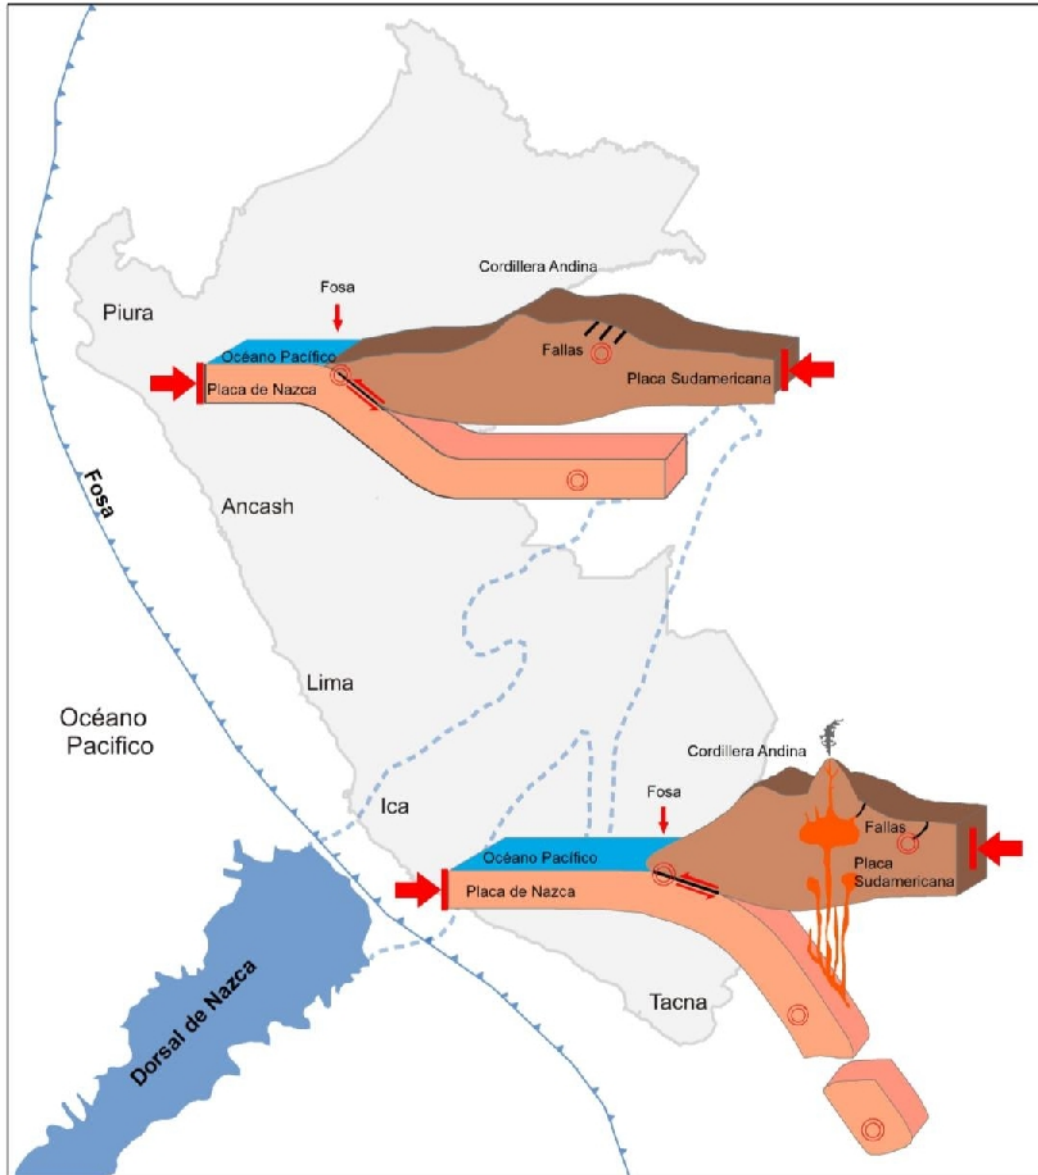 Cordillera Andina
Fosa
Piura
Océano Pacífico
Fallas
Placa de Nazca
Placa Sudamericana
Fosa
Ancash
Lima
Océano
Pacifico
Cordillera Andina
Ica
Fosa
Fallas
Océano Pacífico
Placa
Sudamericana
Placa de Nazca
Dorsal de Nazca
Tacna